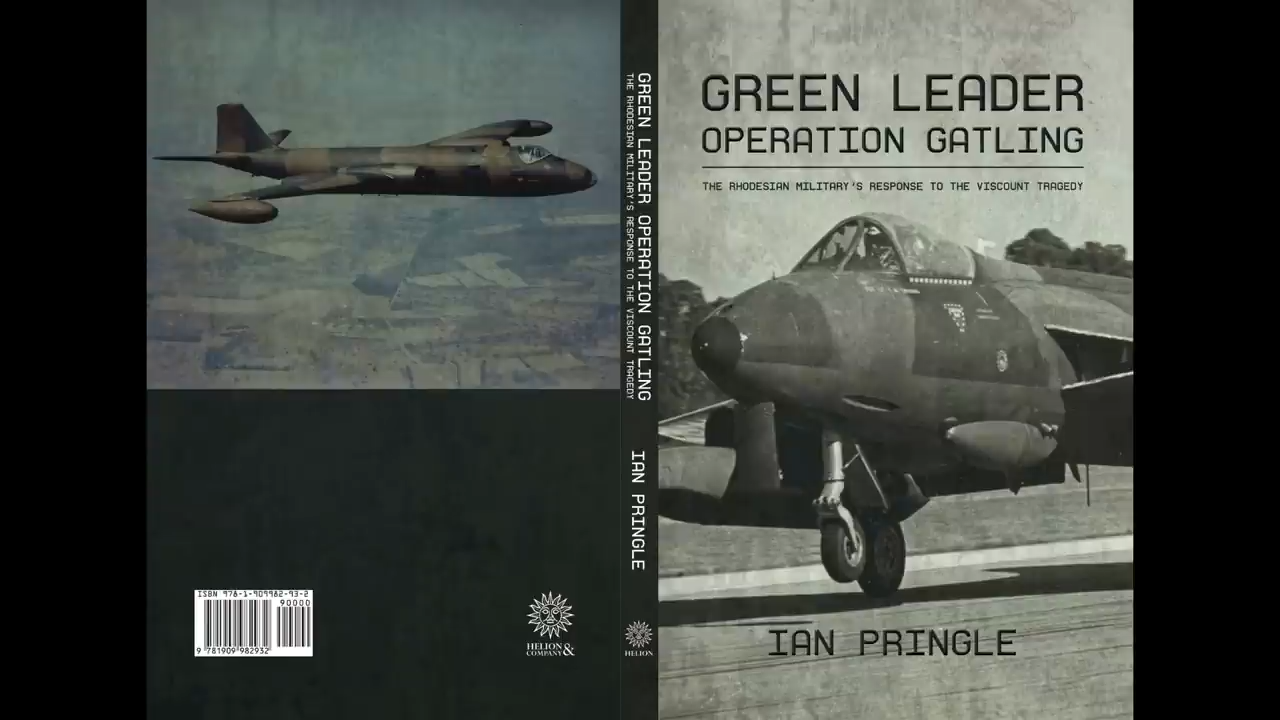 ISBN 978-1-909982-93-2
90000
9 781909 982932
HELION
COMPANY &
GREEN LEADER OPERATION GATLING
THE RHODESIAN MILITARY'S RESPONSE TO THE VISCOUNT TRAGEDY
IAN PRINGLE
HELION
GREEN LEADER
OPERATION GATLING
THE RHODESIAN MILITARY'S RESPONSE TO THE VISCOUNT TRAGEDY
IAN PRINGLE